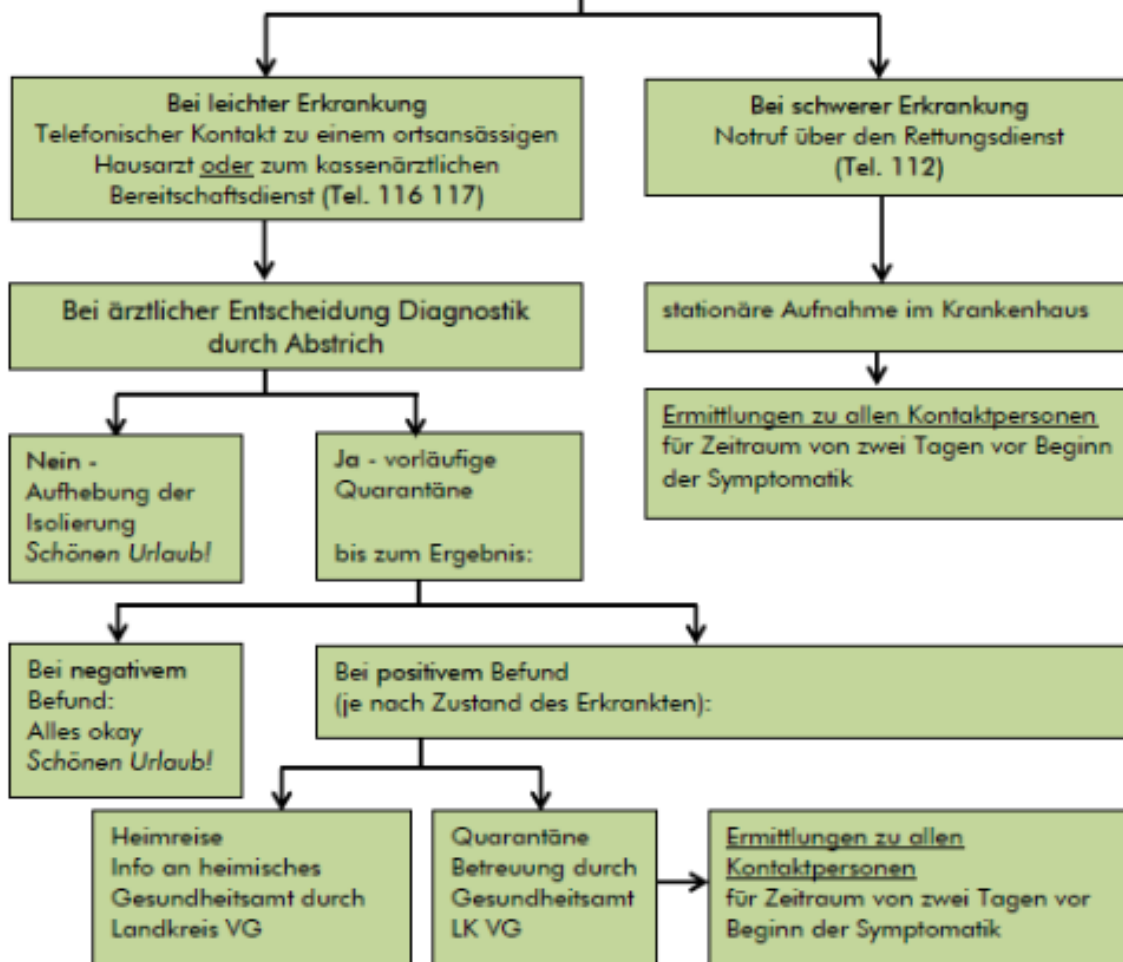 Bei leichter Erkrankung
Telefonischer Kontakt zu einem ortsansässigen
Hausarzt oder zum kassenärztlichen
Bereitschaftsdienst (Tel. 116 117)
Bei schwerer Erkrankung
Notruf über den Rettungsdienst
(Tel. 112)
Bei ärztlicher Entscheidung Diagnostik
durch Abstrich
stationäre Aufnahme im Krankenhaus
Ermittlungen zu allen Kontaktpersonen
für Zeitraum von zwei Tagen vor Beginn
der Symptomatik
Nein -
Aufhebung der
Isolierung
Schönen Urlaub!
Ja - vorläufige
Quarantäne
bis zum Ergebnis:
Bei negativem
Befund:
Alles okay
Schönen Urlaub!
Bei positivem Befund
(je nach Zustand des Erkrankten):
Heimreise
Info an heimisches
Gesundheitsamt durch
Landkreis VG
Quarantäne
Betreuung durch
Gesundheitsamt
LK VG
Ermittlungen zu allen
Kontaktpersonen
für Zeitraum von zwei Tagen vor
Beginn der Symptomatik